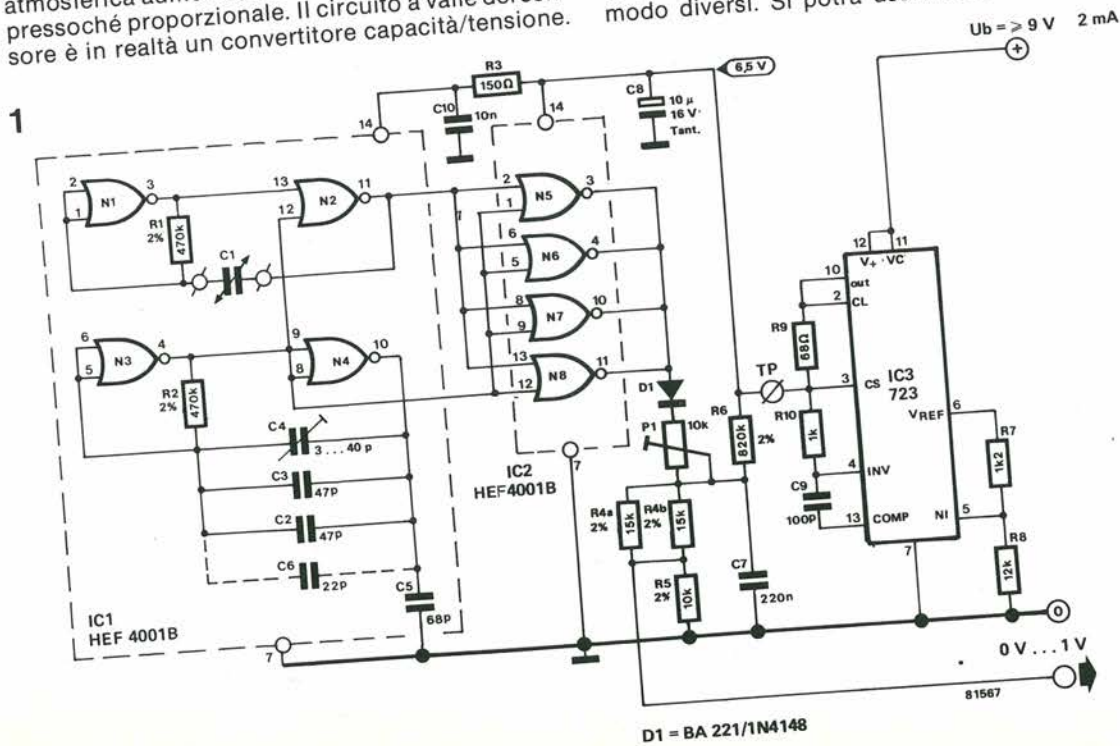 atmosferica
pressoché proporzionale. Il circuito a valle del
sore è in realtà un convertitore capacità/tensione.
modo diversi. Si potrà
1
Ub = ≥ 9 V 2 mA
R3
150Ω
6,5 V
C10
10n
C8
10 µ
16 V
Tant.
14
14
2
1
N1
3
R1
2%
470k
C1
13
12
N2
11
2
1
N5
3
6
5
N6
4
8
9
N7
10
13
12
N8
11
6
5
N3
4
R2
2%
470k
9
8
N4
10
C4
3 . . . 40 p
C3
47p
C2
47p
C6
22p
C5
68p
IC1
HEF 4001B
7
7
IC2
HEF4001B
D1
P1
10k
R6
820k
2%
TP
R4a
2%
15k
R4b
2%
15k
R5
2%
10k
C7
220n
12
11
V+
VC
10
out
2
CL
R9
68Ω
3
CS
IC3
723
R10
1k
VREF
6
R7
1k2
4
INV
C9
100p
13
COMP
NI
5
R8
12k
7
0
0 V . . . 1 V
81567
D1 = BA 221/1N4148